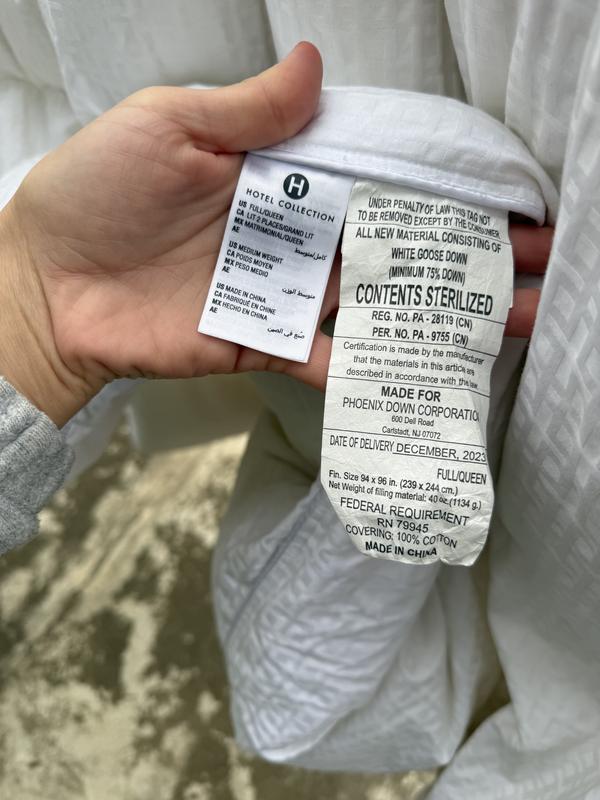 H
HOTEL COLLECTION
US FULL/QUEEN
CA LIT 2 PLACES/GRAND LIT
MX MATRIMONIAL/QUEEN
AE كامل/متوسط
US MEDIUM WEIGHT
CA POIDS MOYEN
MX PESO MEDIO
AE متوسط الوزن
US MADE IN CHINA
CA FABRIQUÉ EN CHINE
MX HECHO EN CHINA
AE صُنع في الصين
UNDER PENALTY OF LAW THIS TAG NOT
TO BE REMOVED EXCEPT BY THE CONSUMER
ALL NEW MATERIAL CONSISTING OF
WHITE GOOSE DOWN
(MINIMUM 75% DOWN)
CONTENTS STERILIZED
REG. NO. PA - 28119 (CN)
PER. NO. PA - 9755 (CN)
Certification is made by the manufacturer
that the materials in this article are
described in accordance with the law.
MADE FOR
PHOENIX DOWN CORPORATION
600 Dell Road
Carlstadt, NJ 07072
DATE OF DELIVERY DECEMBER, 2023
FULL/QUEEN
Fin. Size 94 x 96 in. (239 x 244 cm.)
Net Weight of filling material: 40 oz.(1134 g.)
FEDERAL REQUIREMENT
RN 79945
COVERING: 100% COTTON
MADE IN CHINA